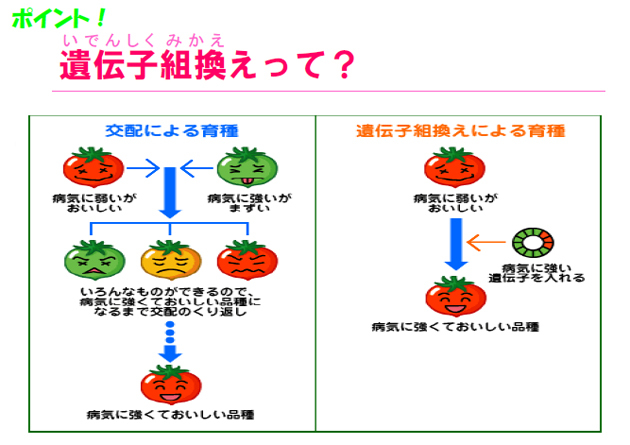 ポイント！
いでんしくみかえ
遺伝子組換えって？
交配による育種
病気に弱いが
おいしい
病気に強いが
まずい
いろんなものができるので、
病気に強くておいしい品種に
なるまで交配のくり返し
病気に強くておいしい品種
遺伝子組換えによる育種
病気に弱いが
おいしい
病気に強い
遺伝子を入れる
病気に強くておいしい品種